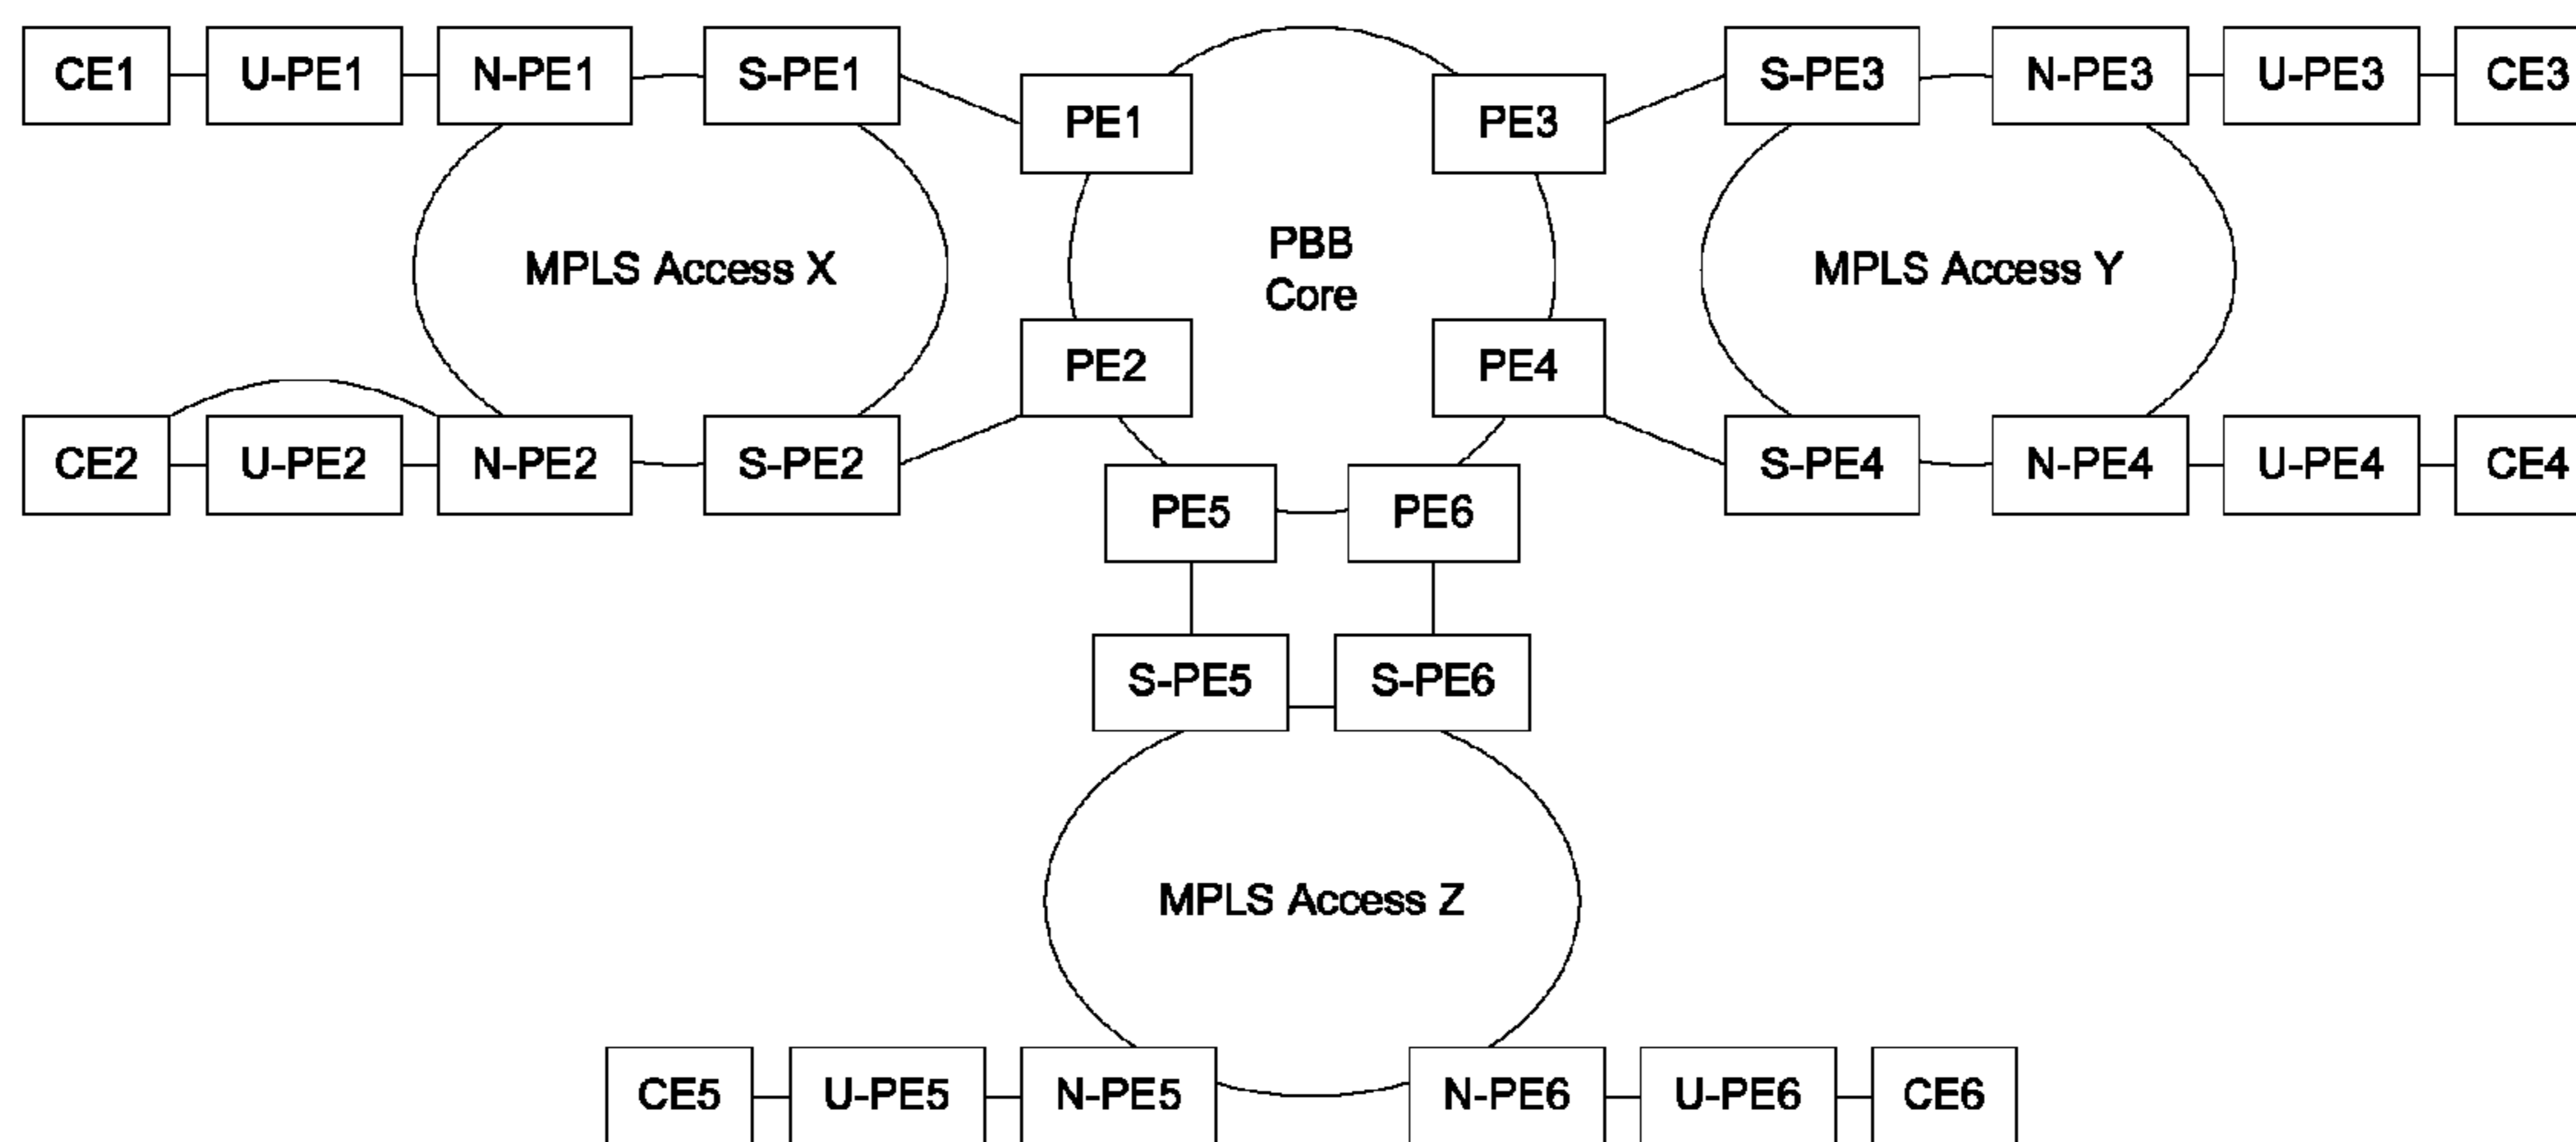 CE1
U-PE1
N-PE1
S-PE1
PE1
PE3
S-PE3
N-PE3
U-PE3
CE3
MPLS Access X
PBB
Core
MPLS Access Y
CE2
U-PE2
N-PE2
S-PE2
PE2
PE4
S-PE4
N-PE4
U-PE4
CE4
PE5
PE6
S-PE5
S-PE6
MPLS Access Z
CE5
U-PE5
N-PE5
N-PE6
U-PE6
CE6